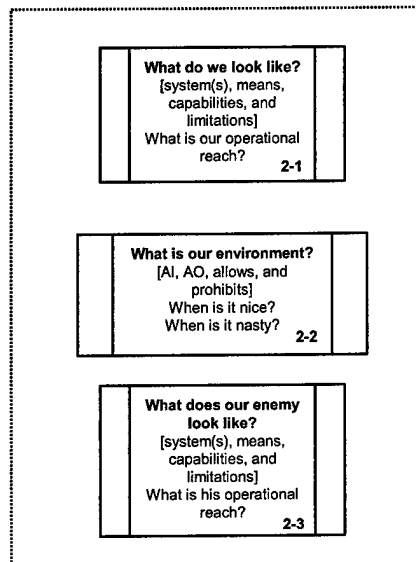 What do we look like?
[system(s), means,
capabilities, and
limitations]
What is our operational
reach?
2-1
What is our environment?
[AI, AO, allows, and
prohibits]
When is it nice?
When is it nasty?
2-2
What does our enemy
look like?
[system(s), means,
capabilities, and
limitations]
What is his operational
reach?
2-3